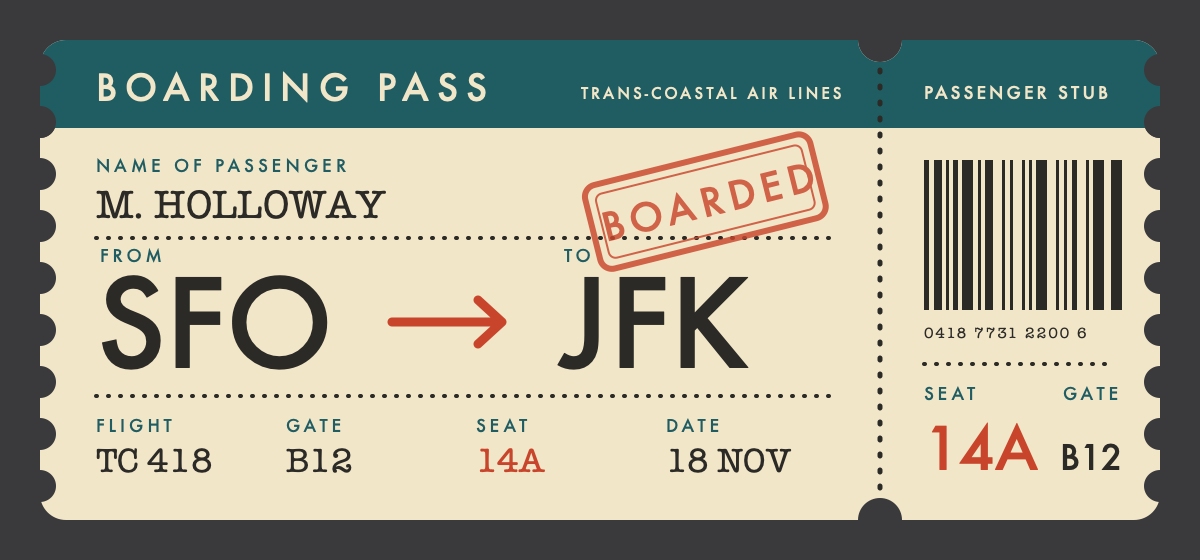 BOARDING PASS
TRANS-COASTAL AIR LINES
NAME OF PASSENGER
M. HOLLOWAY
BOARDED
FROM
TO
SFO
JFK
FLIGHT
GATE
SEAT
DATE
TC 418
B12
14A
18 NOV
PASSENGER STUB
0418 7731 2200 6
SEAT
GATE
14A
B12